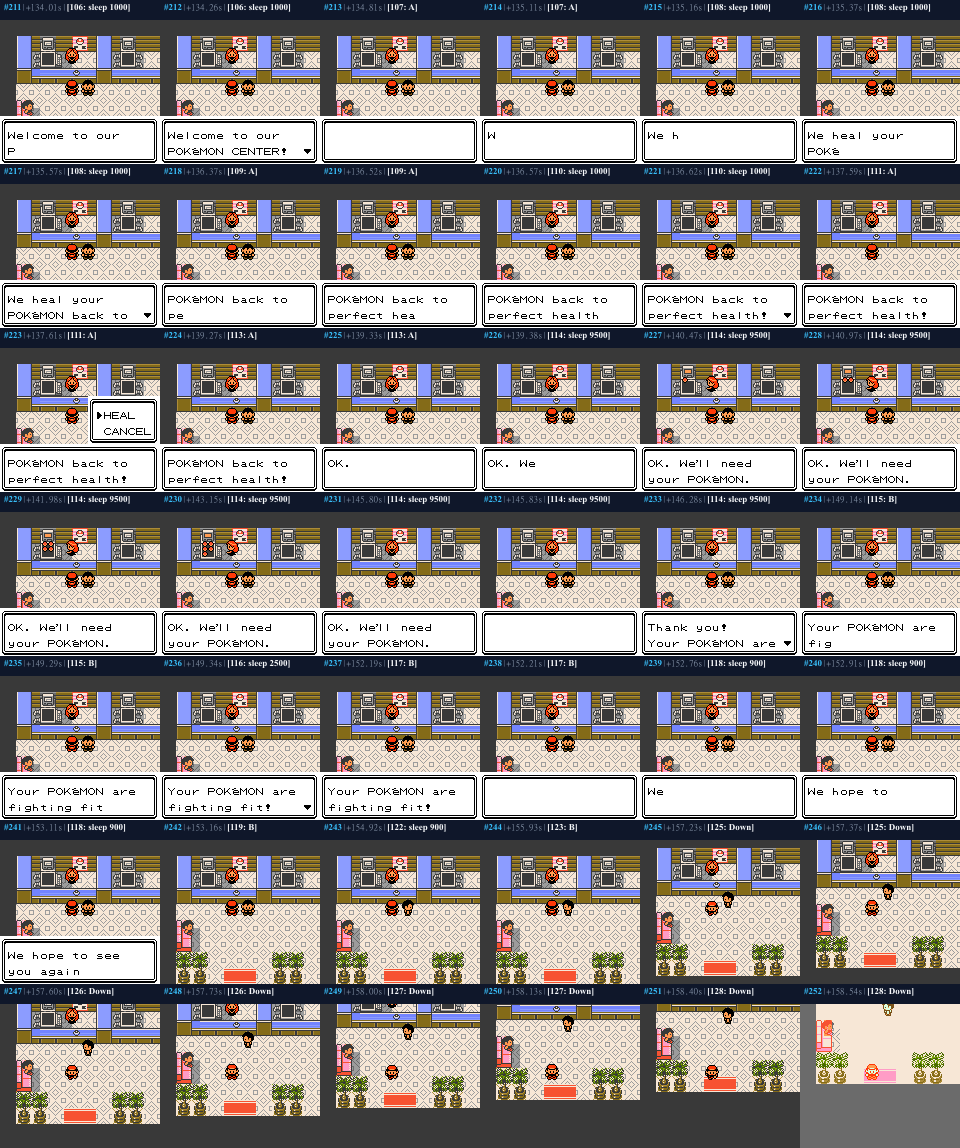 #211|+134.01s|[106: sleep 1000]
#212|+134.26s|[106: sleep 1000]
#213|+134.81s|[107: A]
#214|+135.11s|[107: A]
#215|+135.16s|[108: sleep 1000]
#216|+135.37s|[108: sleep 1000]
Welcome to our
P
Welcome to our
POKéMON CENTER! ▼
W
We h
We heal your
POKé
#217|+135.57s|[108: sleep 1000]
#218|+136.37s|[109: A]
#219|+136.52s|[109: A]
#220|+136.57s|[110: sleep 1000]
#221|+136.62s|[110: sleep 1000]
#222|+137.59s|[111: A]
We heal your
POKéMON back to ▼
POKéMON back to
pe
POKéMON back to
perfect hea
POKéMON back to
perfect health
POKéMON back to
perfect health! ▼
POKéMON back to
perfect health!
#223|+137.61s|[111: A]
#224|+139.27s|[113: A]
#225|+139.33s|[113: A]
#226|+139.38s|[114: sleep 9500]
#227|+140.47s|[114: sleep 9500]
#228|+140.97s|[114: sleep 9500]
▶HEAL
CANCEL
POKéMON back to
perfect health!
POKéMON back to
perfect health!
OK.
OK. We
OK. We'll need
your POKéMON.
OK. We'll need
your POKéMON.
#229|+141.98s|[114: sleep 9500]
#230|+143.15s|[114: sleep 9500]
#231|+145.80s|[114: sleep 9500]
#232|+145.83s|[114: sleep 9500]
#233|+146.28s|[114: sleep 9500]
#234|+149.14s|[115: B]
OK. We'll need
your POKéMON.
OK. We'll need
your POKéMON.
OK. We'll need
your POKéMON.
Thank you!
Your POKéMON are ▼
Your POKéMON are
fig
#235|+149.29s|[115: B]
#236|+149.34s|[116: sleep 2500]
#237|+152.19s|[117: B]
#238|+152.21s|[117: B]
#239|+152.76s|[118: sleep 900]
#240|+152.91s|[118: sleep 900]
Your POKéMON are
fighting fit
Your POKéMON are
fighting fit! ▼
Your POKéMON are
fighting fit!
We
We hope to
#241|+153.11s|[118: sleep 900]
#242|+153.16s|[119: B]
#243|+154.92s|[122: sleep 900]
#244|+155.93s|[123: B]
#245|+157.23s|[125: Down]
#246|+157.37s|[125: Down]
We hope to see
you again
#247|+157.60s|[126: Down]
#248|+157.73s|[126: Down]
#249|+158.00s|[127: Down]
#250|+158.13s|[127: Down]
#251|+158.40s|[128: Down]
#252|+158.54s|[128: Down]